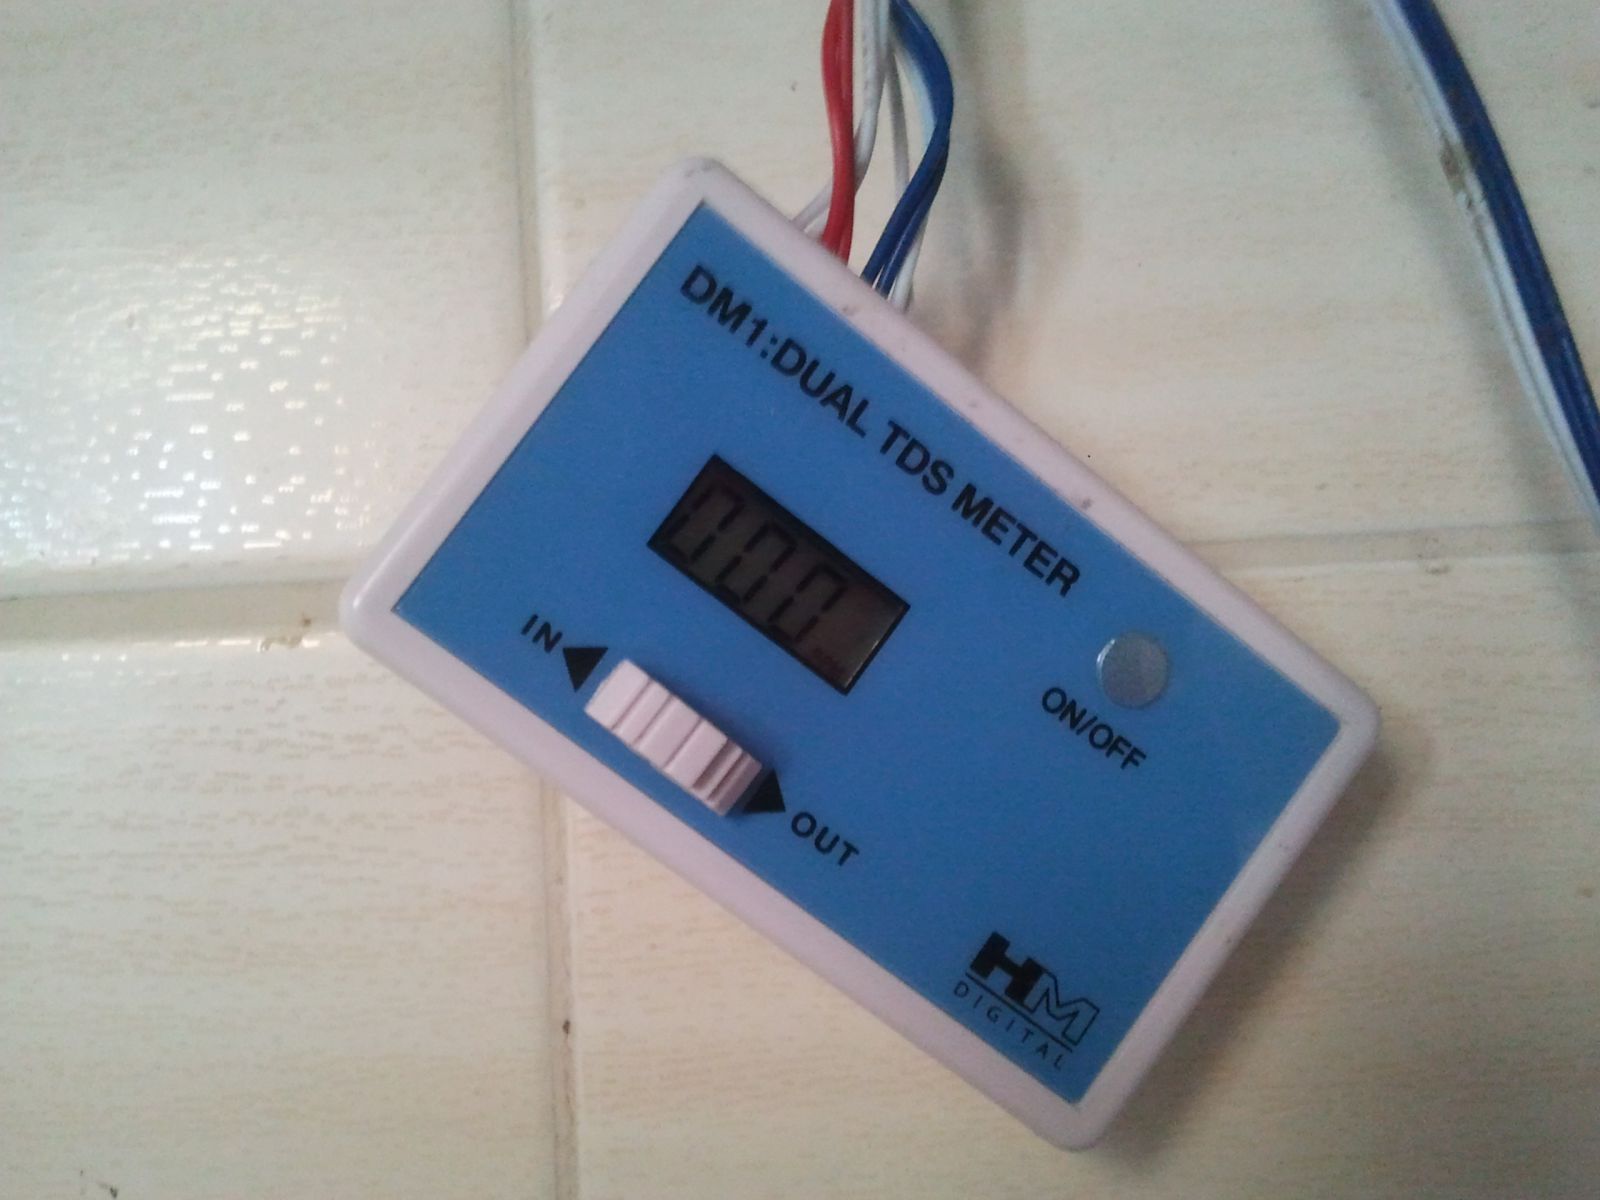 DM1:DUAL TDS METER
000
IN
OUT
ON/OFF
HM
DIGITAL